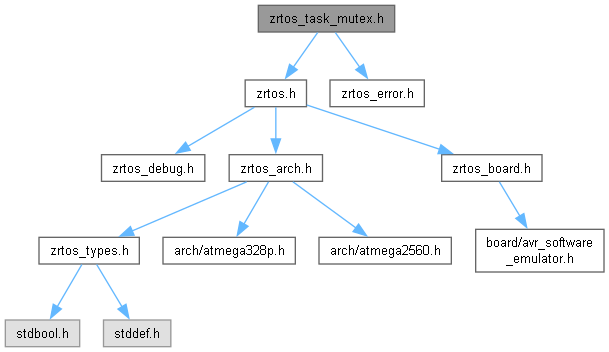 zrtos_task_mutex.h
zrtos.h
zrtos_error.h
zrtos_debug.h
zrtos_arch.h
zrtos_board.h
zrtos_types.h
arch/atmega328p.h
arch/atmega2560.h
board/avr_software
_emulator.h
stdbool.h
stddef.h